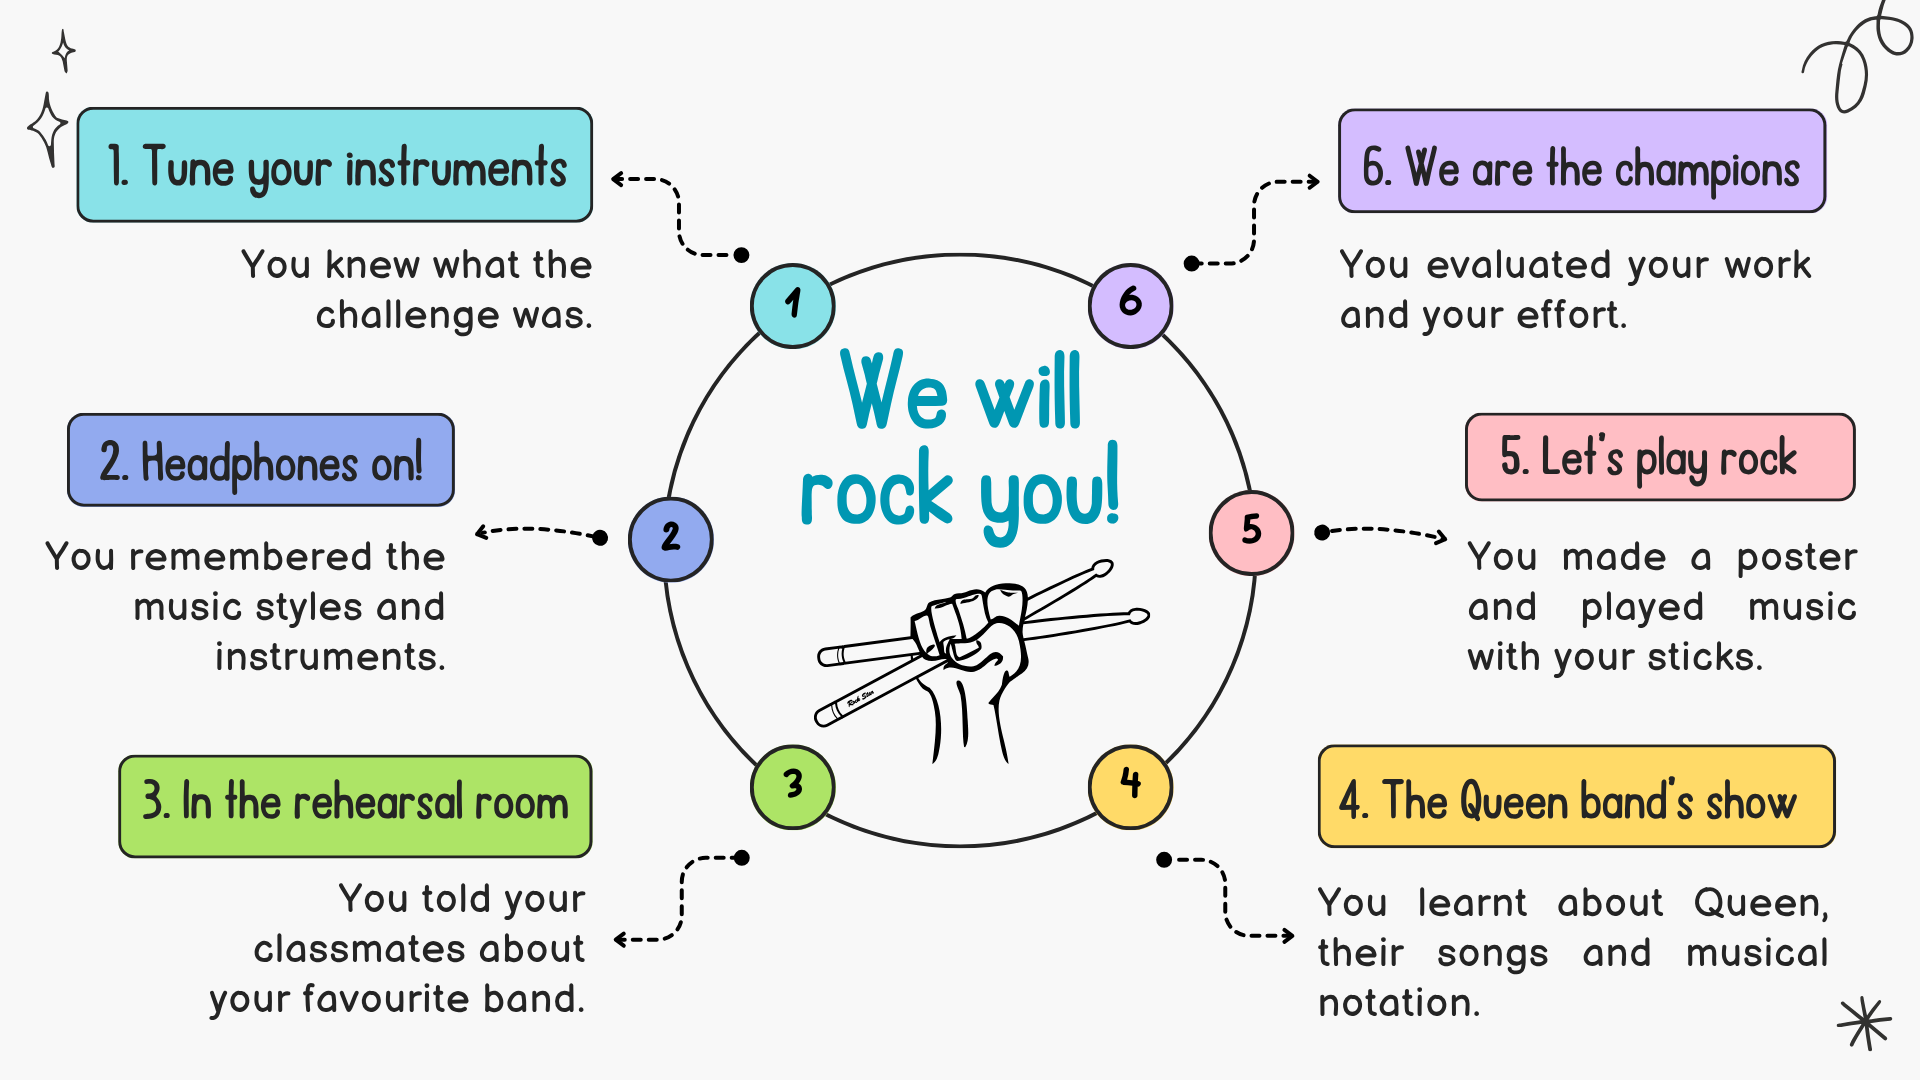 We will
rock you!
Rock Star
1
1. Tune your instruments
You knew what the
challenge was.
2
2. Headphones on!
You remembered the
music styles and
instruments.
3
3. In the rehearsal room
You told your
classmates about
your favourite band.
4
4. The Queen band's show
You learnt about Queen,
their songs and musical
notation.
5
5. Let's play rock
You made a poster
and played music
with your sticks.
6
6. We are the champions
You evaluated your work
and your effort.